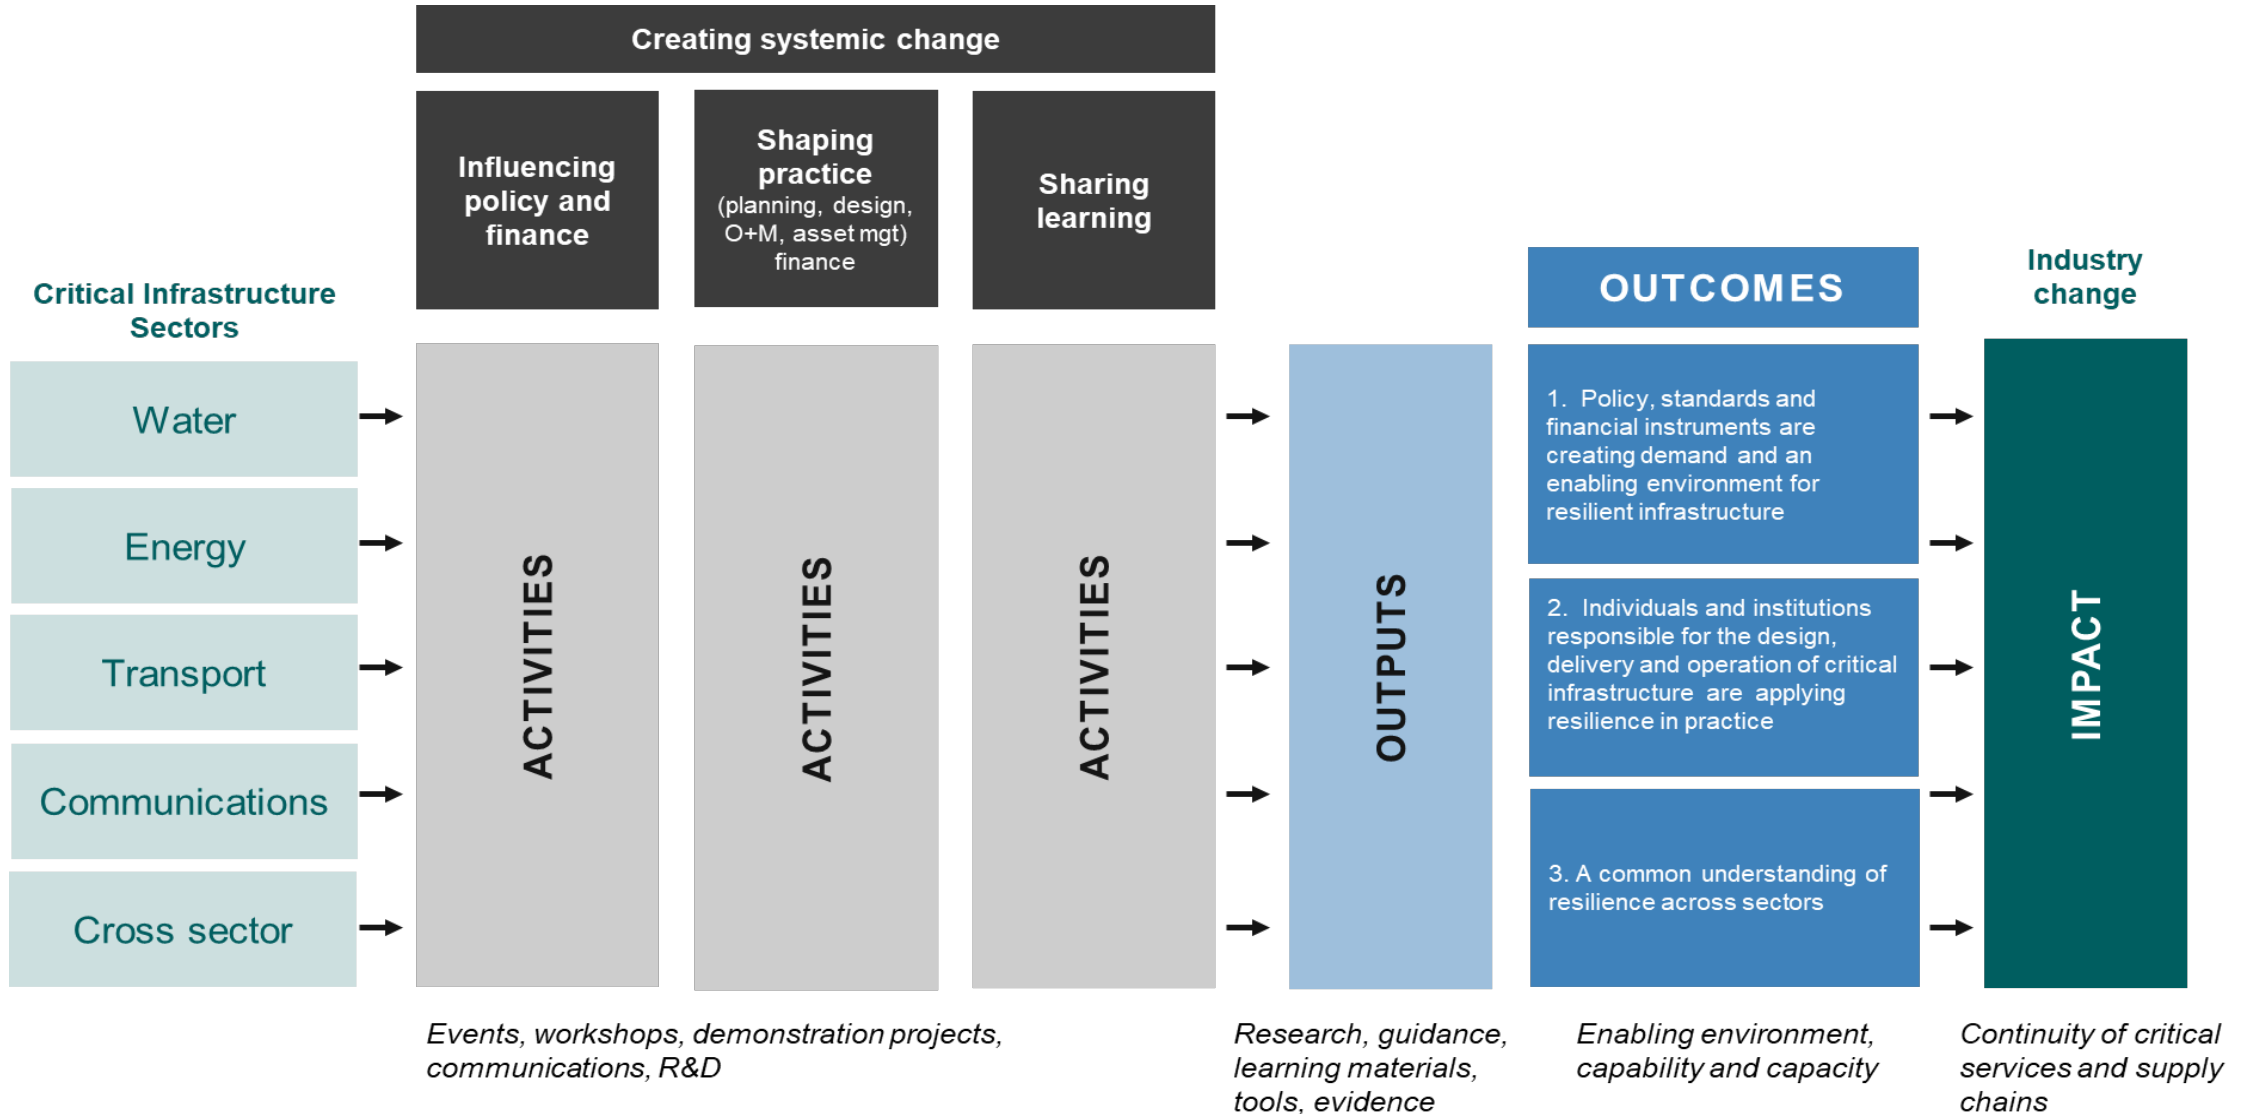 Creating systemic change
Influencing
policy and
finance
Shaping
practice
(planning, design,
O+M, asset mgt)
finance
Sharing
learning
Critical Infrastructure
Sectors
Water
Energy
Transport
Communications
Cross sector
ACTIVITIES
ACTIVITIES
ACTIVITIES
Events, workshops, demonstration projects,
communications, R&D
OUTPUTS
Research, guidance,
learning materials,
tools, evidence
OUTCOMES
1. Policy, standards and
financial instruments are
creating demand and an
enabling environment for
resilient infrastructure
2. Individuals and institutions
responsible for the design,
delivery and operation of critical
infrastructure are applying
resilience in practice
3. A common understanding of
resilience across sectors
Enabling environment,
capability and capacity
Industry
change
IMPACT
Continuity of critical
services and supply
chains